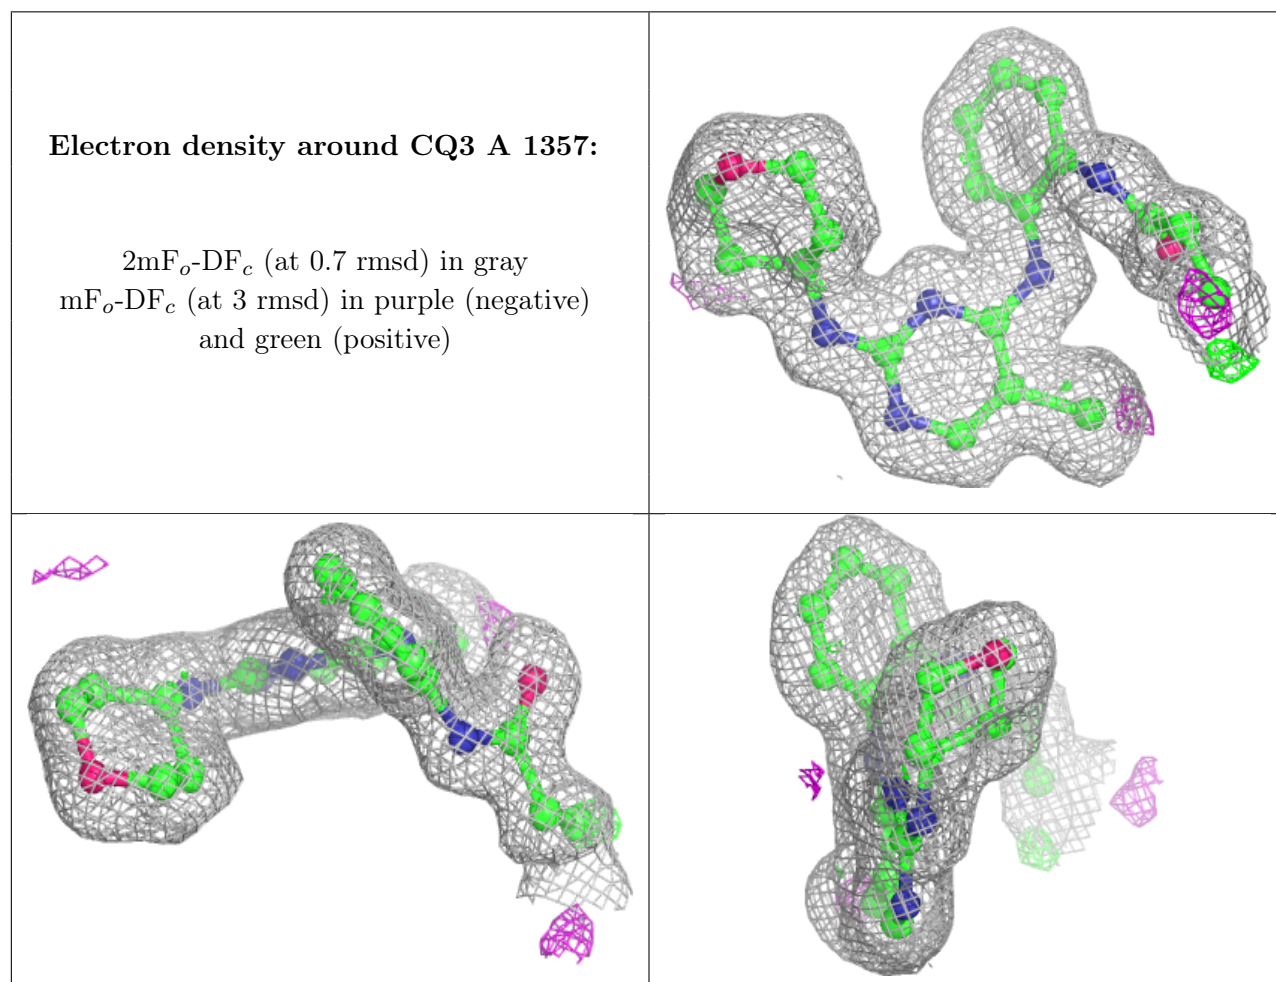 Electron density around CQ3 A 1357:
2mFo-DFc (at 0.7 rmsd) in gray
mFo-DFc (at 3 rmsd) in purple (negative)
and green (positive)